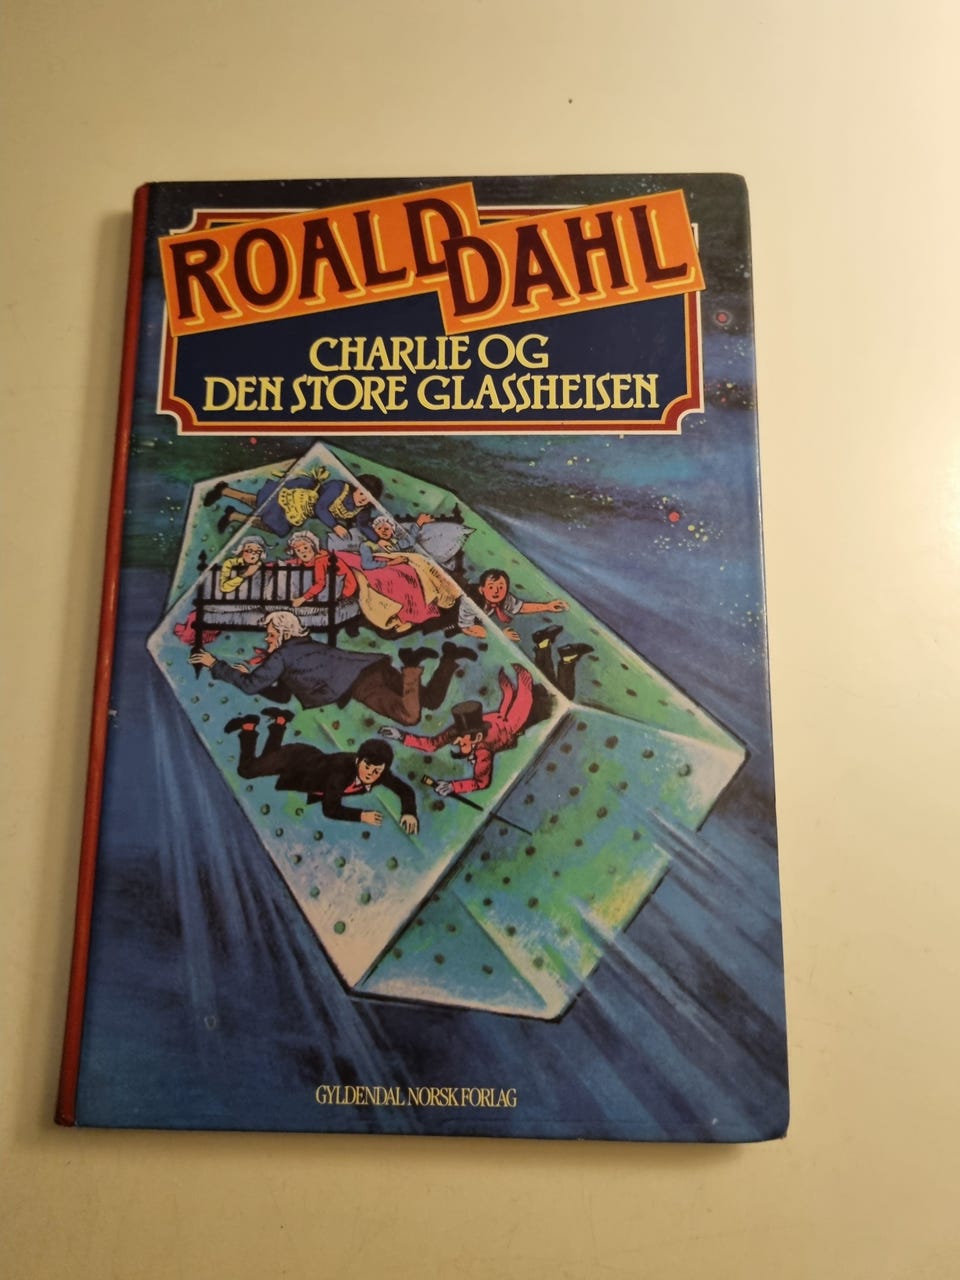 ROALD DAHL
CHARLIE OG
DEN STORE GLASSHEISEN
GYLDENDAL NORSK FORLAG